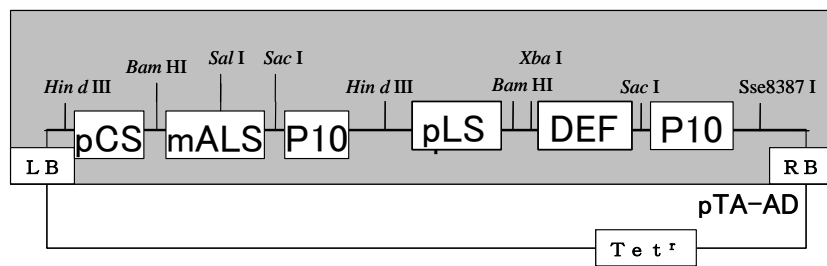 Xba I
Sal I Sac I
Bam HI
Hin d III Hin d III Bam HI Sac I Sse8387 I
pCS mALS P10 pLS DEF P10
LB RB
pTA-AD
Tetʳ